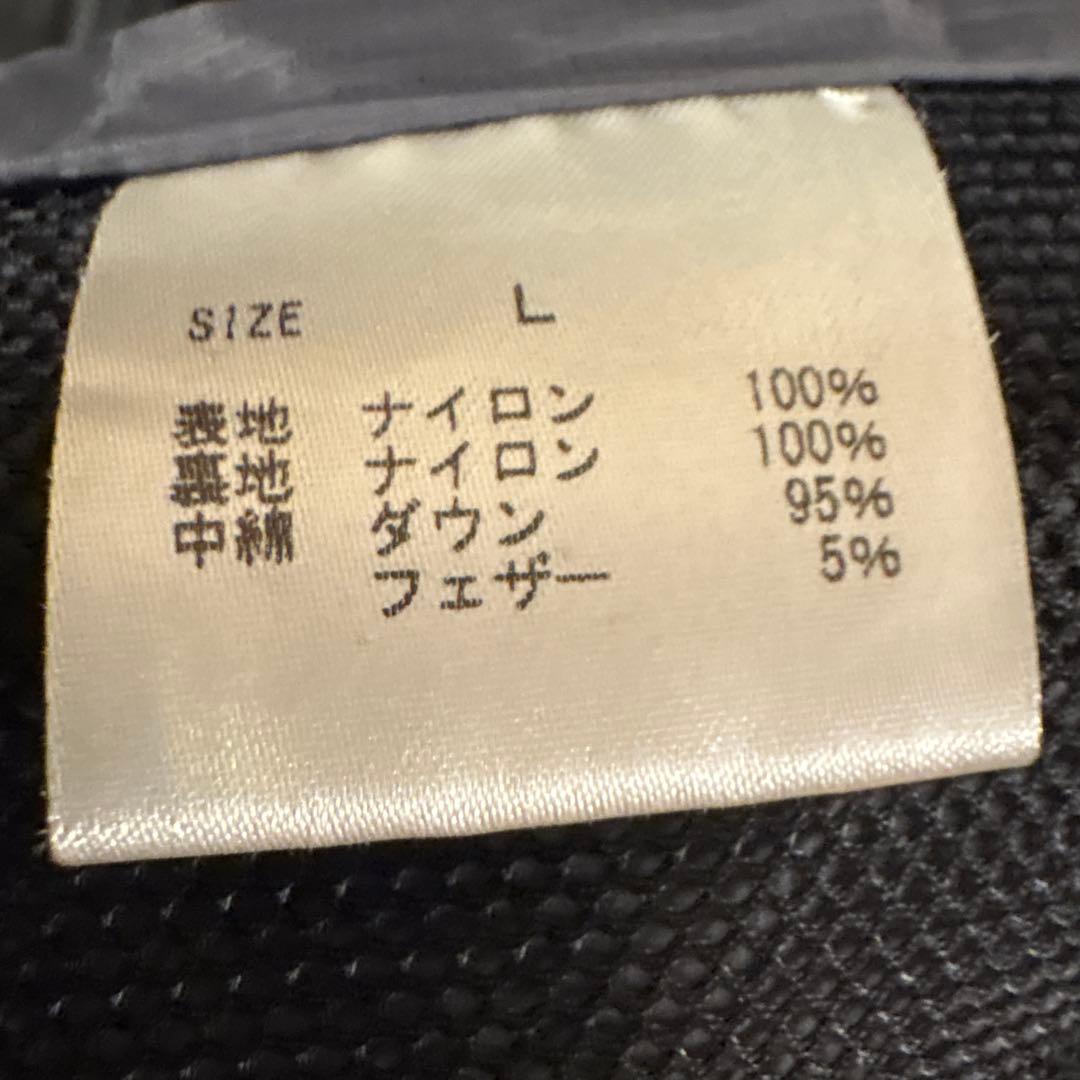 SIZE L
表地 ナイロン 100%
裏地 ナイロン 100%
中綿 ダウン 95%
フェザー 5%